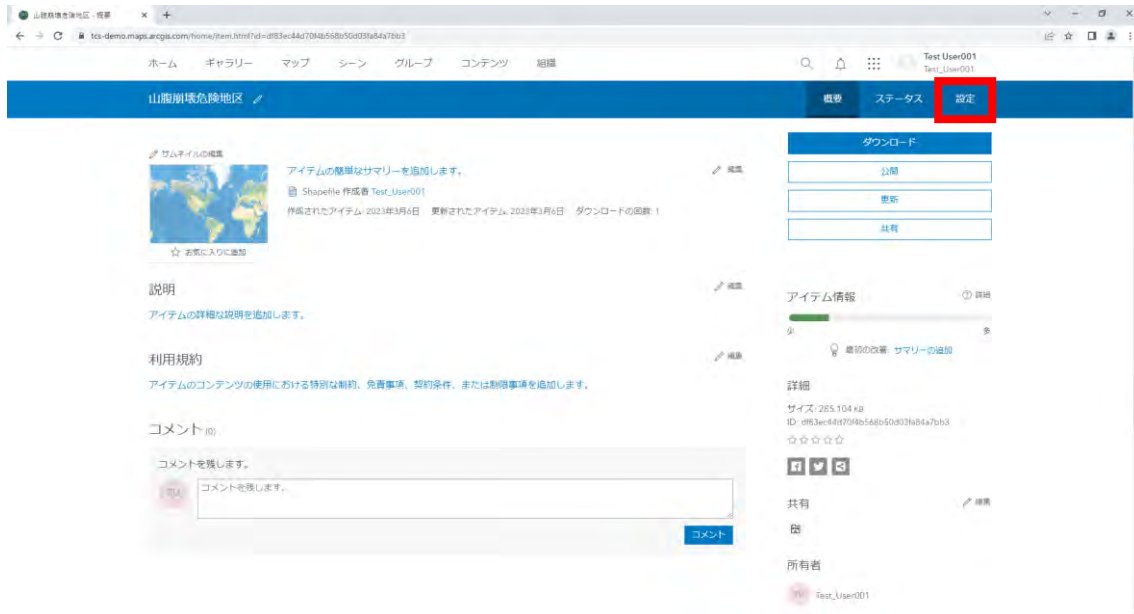 山腹崩壊危険地区 - 概要
tcs-demo.maps.arcgis.com/home/item.html?id=df83ec44d70f4b568b50d03fa84a7bb3
ホーム ギャラリー マップ シーン グループ コンテンツ 組織
Test User001
Test_User001
山腹崩壊危険地区
概要 ステータス 設定
サムネイルの編集
アイテムの簡単なサマリーを追加します。
編集
Shapefile 作成者 Test_User001
作成されたアイテム: 2023年3月6日 更新されたアイテム: 2023年3月6日 ダウンロードの回数: 1
お気に入りに追加
説明
編集
アイテムの詳細な説明を追加します。
利用規約
編集
アイテムのコンテンツの使用における特別な制約、免責事項、契約条件、または制限事項を追加します。
コメント (0)
コメントを残します。
TU
コメントを残します。
コメント
ダウンロード
公開
更新
共有
アイテム情報
詳細
少 多
最初の改善: サマリーの追加
詳細
サイズ: 285.104 KB
ID: df83ec44d70f4b568b50d03fa84a7bb3
共有
編集
所有者
TU Test_User001